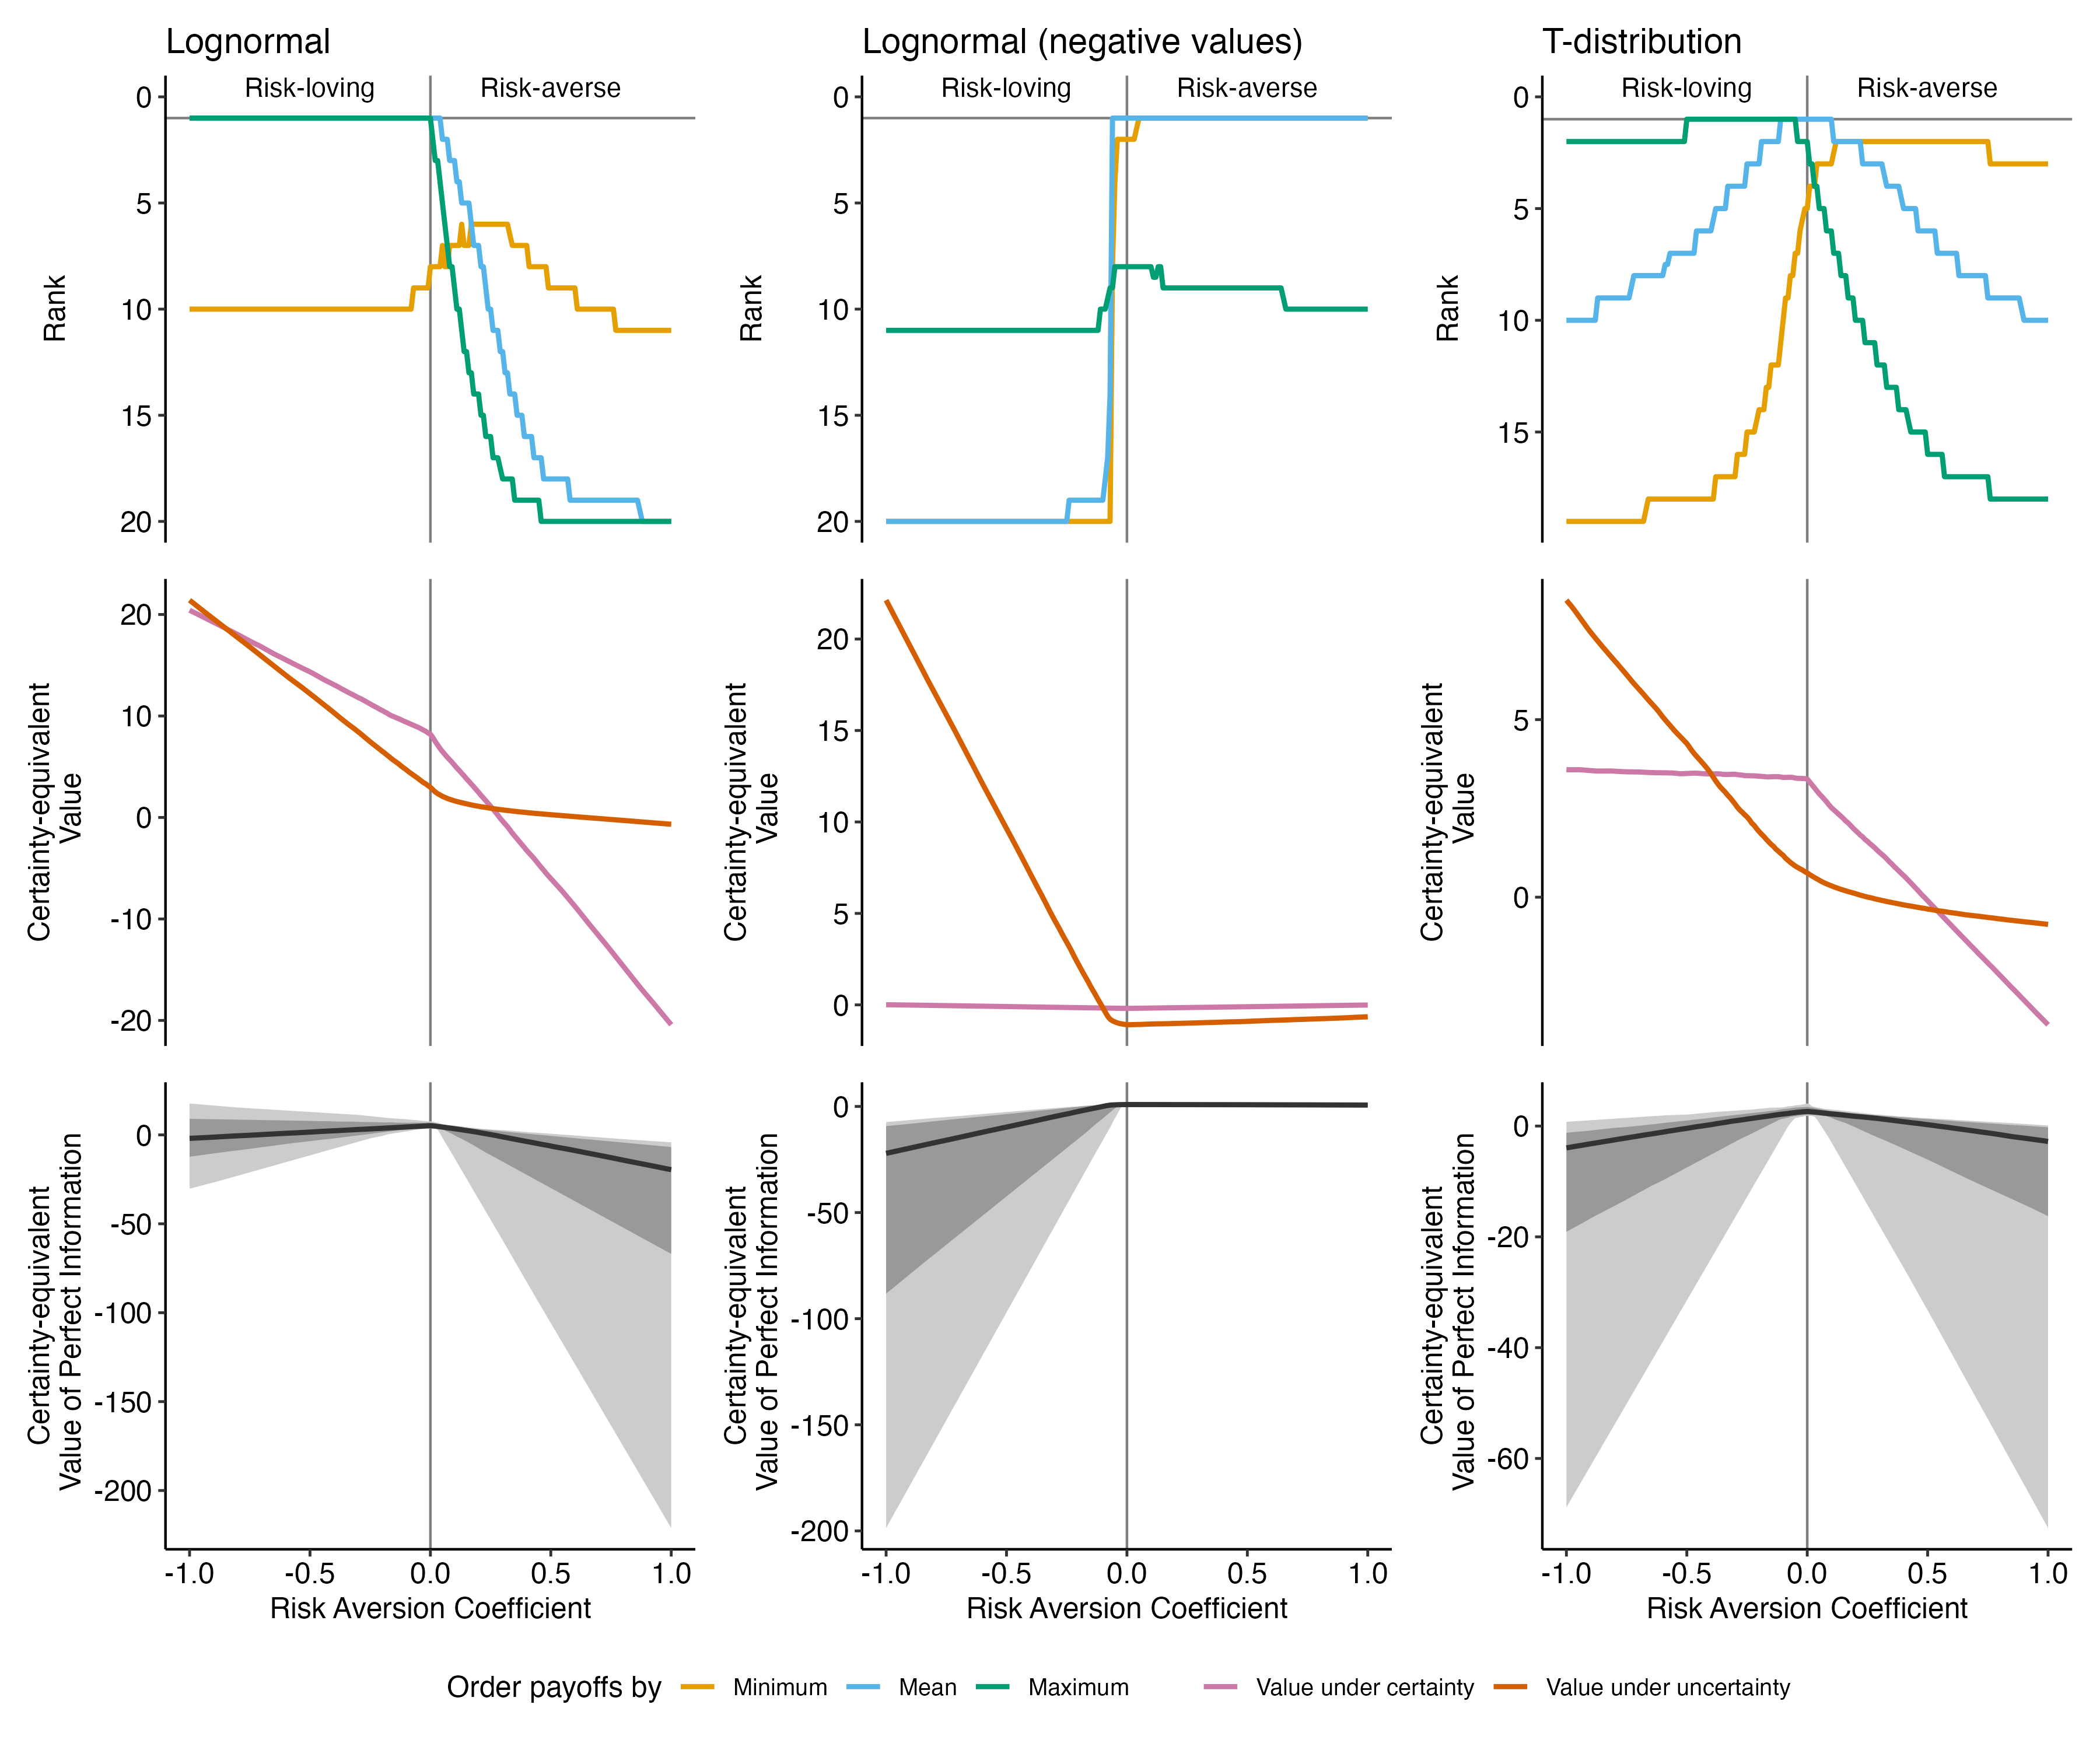 Lognormal
Lognormal (negative values)
T-distribution
Risk-loving
Risk-averse
Risk-loving
Risk-averse
Risk-loving
Risk-averse
Rank
0
5
10
15
20
Rank
0
5
10
15
20
Rank
0
5
10
15
Certainty-equivalent
Value
20
10
0
-10
-20
Certainty-equivalent
Value
20
15
10
5
0
Certainty-equivalent
Value
5
0
Certainty-equivalent
Value of Perfect Information
0
-50
-100
-150
-200
Certainty-equivalent
Value of Perfect Information
0
-50
-100
-150
-200
Certainty-equivalent
Value of Perfect Information
0
-20
-40
-60
-1.0 -0.5 0.0 0.5 1.0
-1.0 -0.5 0.0 0.5 1.0
-1.0 -0.5 0.0 0.5 1.0
Risk Aversion Coefficient
Risk Aversion Coefficient
Risk Aversion Coefficient
Order payoffs by Minimum Mean Maximum Value under certainty Value under uncertainty